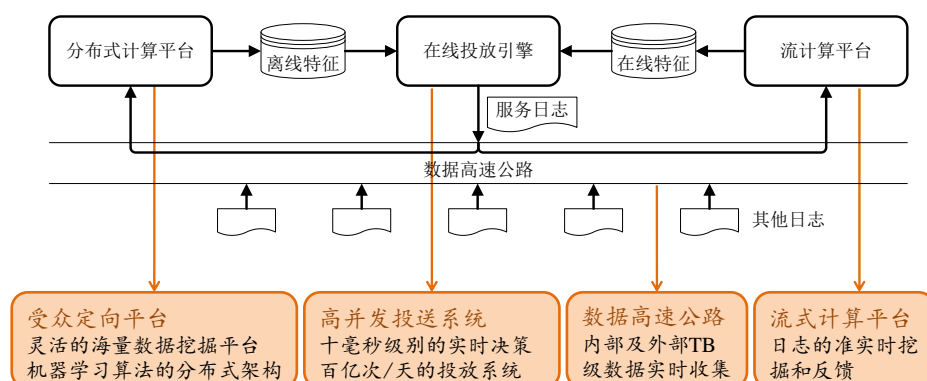 分布式计算平台
离线特征
在线投放引擎
在线特征
流计算平台
服务日志
数据高速公路
其他日志
受众定向平台
灵活的海量数据挖掘平台
机器学习算法的分布式架构
高并发投送系统
十毫秒级别的实时决策
百亿次/天的投放系统
数据高速公路
内部及外部TB
级数据实时收集
流式计算平台
日志的准实时挖
掘和反馈